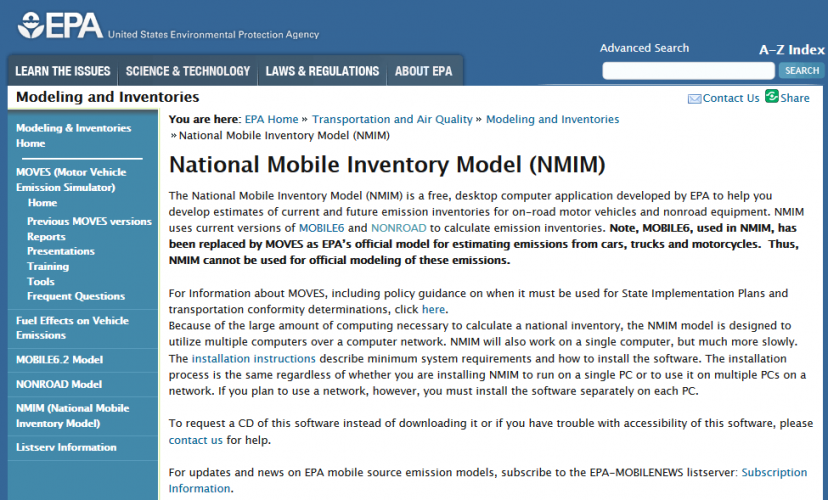 EPA United States Environmental Protection Agency
Advanced Search A-Z Index
LEARN THE ISSUES SCIENCE & TECHNOLOGY LAWS & REGULATIONS ABOUT EPA SEARCH
Modeling and Inventories Contact Us Share
Modeling & Inventories
Home
MOVES (Motor Vehicle
Emission Simulator)
Home
Previous MOVES versions
Reports
Presentations
Training
Tools
Frequent Questions
Fuel Effects on Vehicle
Emissions
MOBILE6.2 Model
NONROAD Model
NMIM (National Mobile
Inventory Model)
Listserv Information
You are here: EPA Home » Transportation and Air Quality » Modeling and Inventories
» National Mobile Inventory Model (NMIM)
National Mobile Inventory Model (NMIM)
The National Mobile Inventory Model (NMIM) is a free, desktop computer application developed by EPA to help you
develop estimates of current and future emission inventories for on-road motor vehicles and nonroad equipment. NMIM
uses current versions of MOBILE6 and NONROAD to calculate emission inventories. Note, MOBILE6, used in NMIM, has
been replaced by MOVES as EPA's official model for estimating emissions from cars, trucks and motorcycles. Thus,
NMIM cannot be used for official modeling of these emissions.
For Information about MOVES, including policy guidance on when it must be used for State Implementation Plans and
transportation conformity determinations, click here.
Because of the large amount of computing necessary to calculate a national inventory, the NMIM model is designed to
utilize multiple computers over a computer network. NMIM will also work on a single computer, but much more slowly.
The installation instructions describe minimum system requirements and how to install the software. The installation
process is the same regardless of whether you are installing NMIM to run on a single PC or to use it on multiple PCs on a
network. If you plan to use a network, however, you must install the software separately on each PC.
To request a CD of this software instead of downloading it or if you have trouble with accessibility of this software, please
contact us for help.
For updates and news on EPA mobile source emission models, subscribe to the EPA-MOBILENEWS listserver: Subscription
Information.